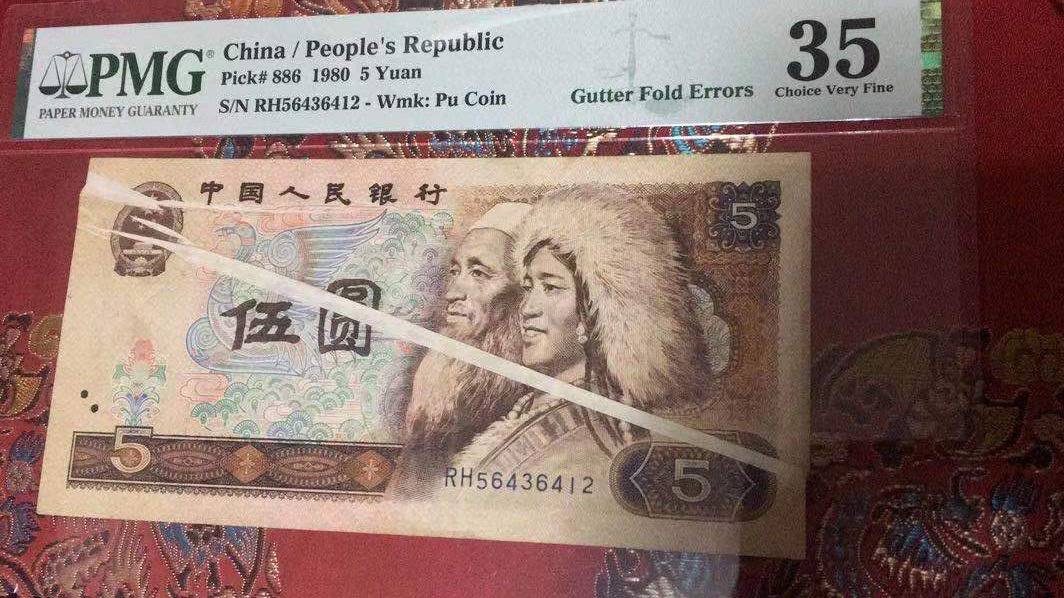 PMG®
PAPER MONEY GUARANTY
China / People's Republic
Pick# 886 1980 5 Yuan
S/N RH56436412 - Wmk: Pu Coin
Gutter Fold Errors
35
Choice Very Fine
中国人民银行
5
伍圆
5
RH56436412
5